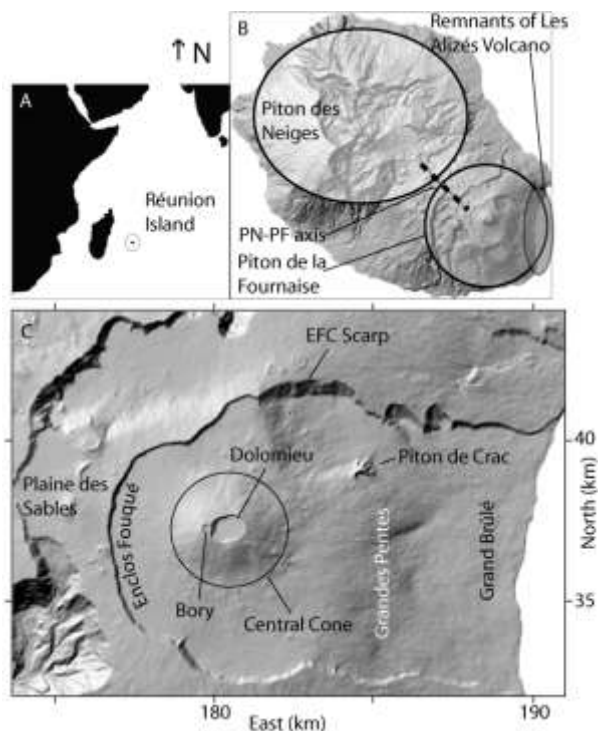 ↑N
A
Réunion
Island
B
Remnants of Les
Alizés Volcano
Piton des
Neiges
PN-PF axis
Piton de la
Fournaise
C
EFC Scarp
Dolomieu
Piton de Crac
Plaine des
Sables
Enclos Fouqué
Bory
Central Cone
Grandes Pentes
Grand Brûlé
40
35
North (km)
180
190
East (km)